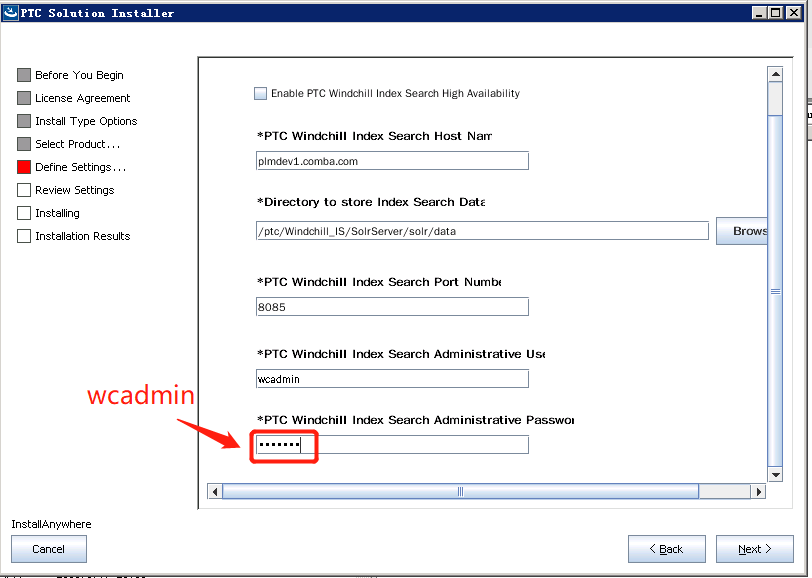 PTC Solution Installer
Before You Begin
License Agreement
Install Type Options
Select Product...
Define Settings...
Review Settings
Installing
Installation Results
Enable PTC Windchill Index Search High Availability
*PTC Windchill Index Search Host Nam
plmdev1.comba.com
*Directory to store Index Search Data
/ptc/Windchill_IS/SolrServer/solr/data
Brows
*PTC Windchill Index Search Port Numbe
8085
*PTC Windchill Index Search Administrative Use
wcadmin
wcadmin
*PTC Windchill Index Search Administrative Passwor
•••••••
InstallAnywhere
Cancel
< Back
Next >